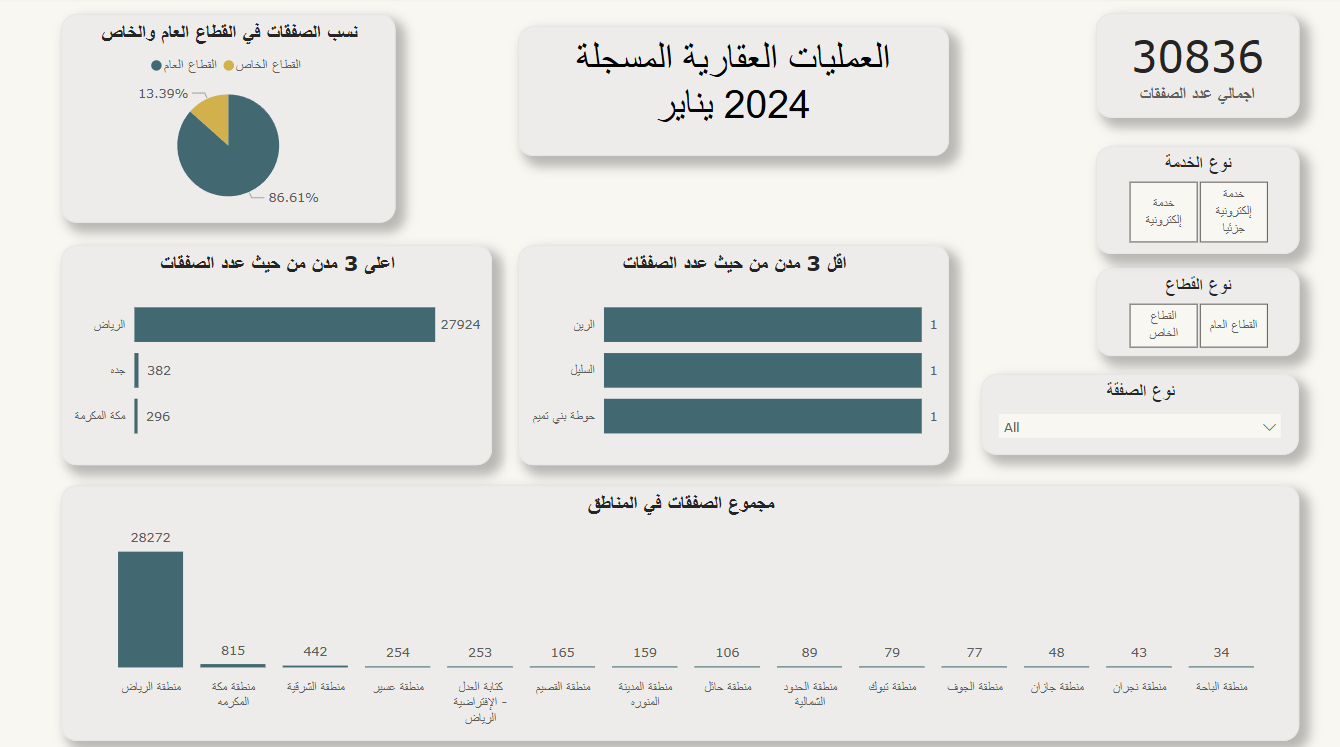 العمليات العقارية المسجلة
يناير 2024
30836
اجمالي عدد الصفقات
نوع الخدمة
خدمة
إلكترونية
جزئيا
خدمة
إلكترونية
نوع القطاع
القطاع العام
القطاع
الخاص
نوع الصفقة
All
نسب الصفقات في القطاع العام والخاص
القطاع الخاص القطاع العام
13.39%
86.61%
اقل 3 مدن من حيث عدد الصفقات
الرين 1
السليل 1
حوطة بني تميم 1
اعلى 3 مدن من حيث عدد الصفقات
الرياض 27924
جده 382
مكة المكرمة 296
مجموع الصفقات في المناطق
28272 815 442 254 253 165 159 106 89 79 77 48 43 34
منطقة الرياض
منطقة مكة
المكرمه
منطقة الشرقية
منطقة عسير
كتابة العدل
الإفتراضية -
الرياض
منطقة القصيم
منطقة المدينة
المنوره
منطقة حائل
منطقة الحدود
الشمالية
منطقة تبوك
منطقة الجوف
منطقة جازان
منطقة نجران
منطقة الباحة